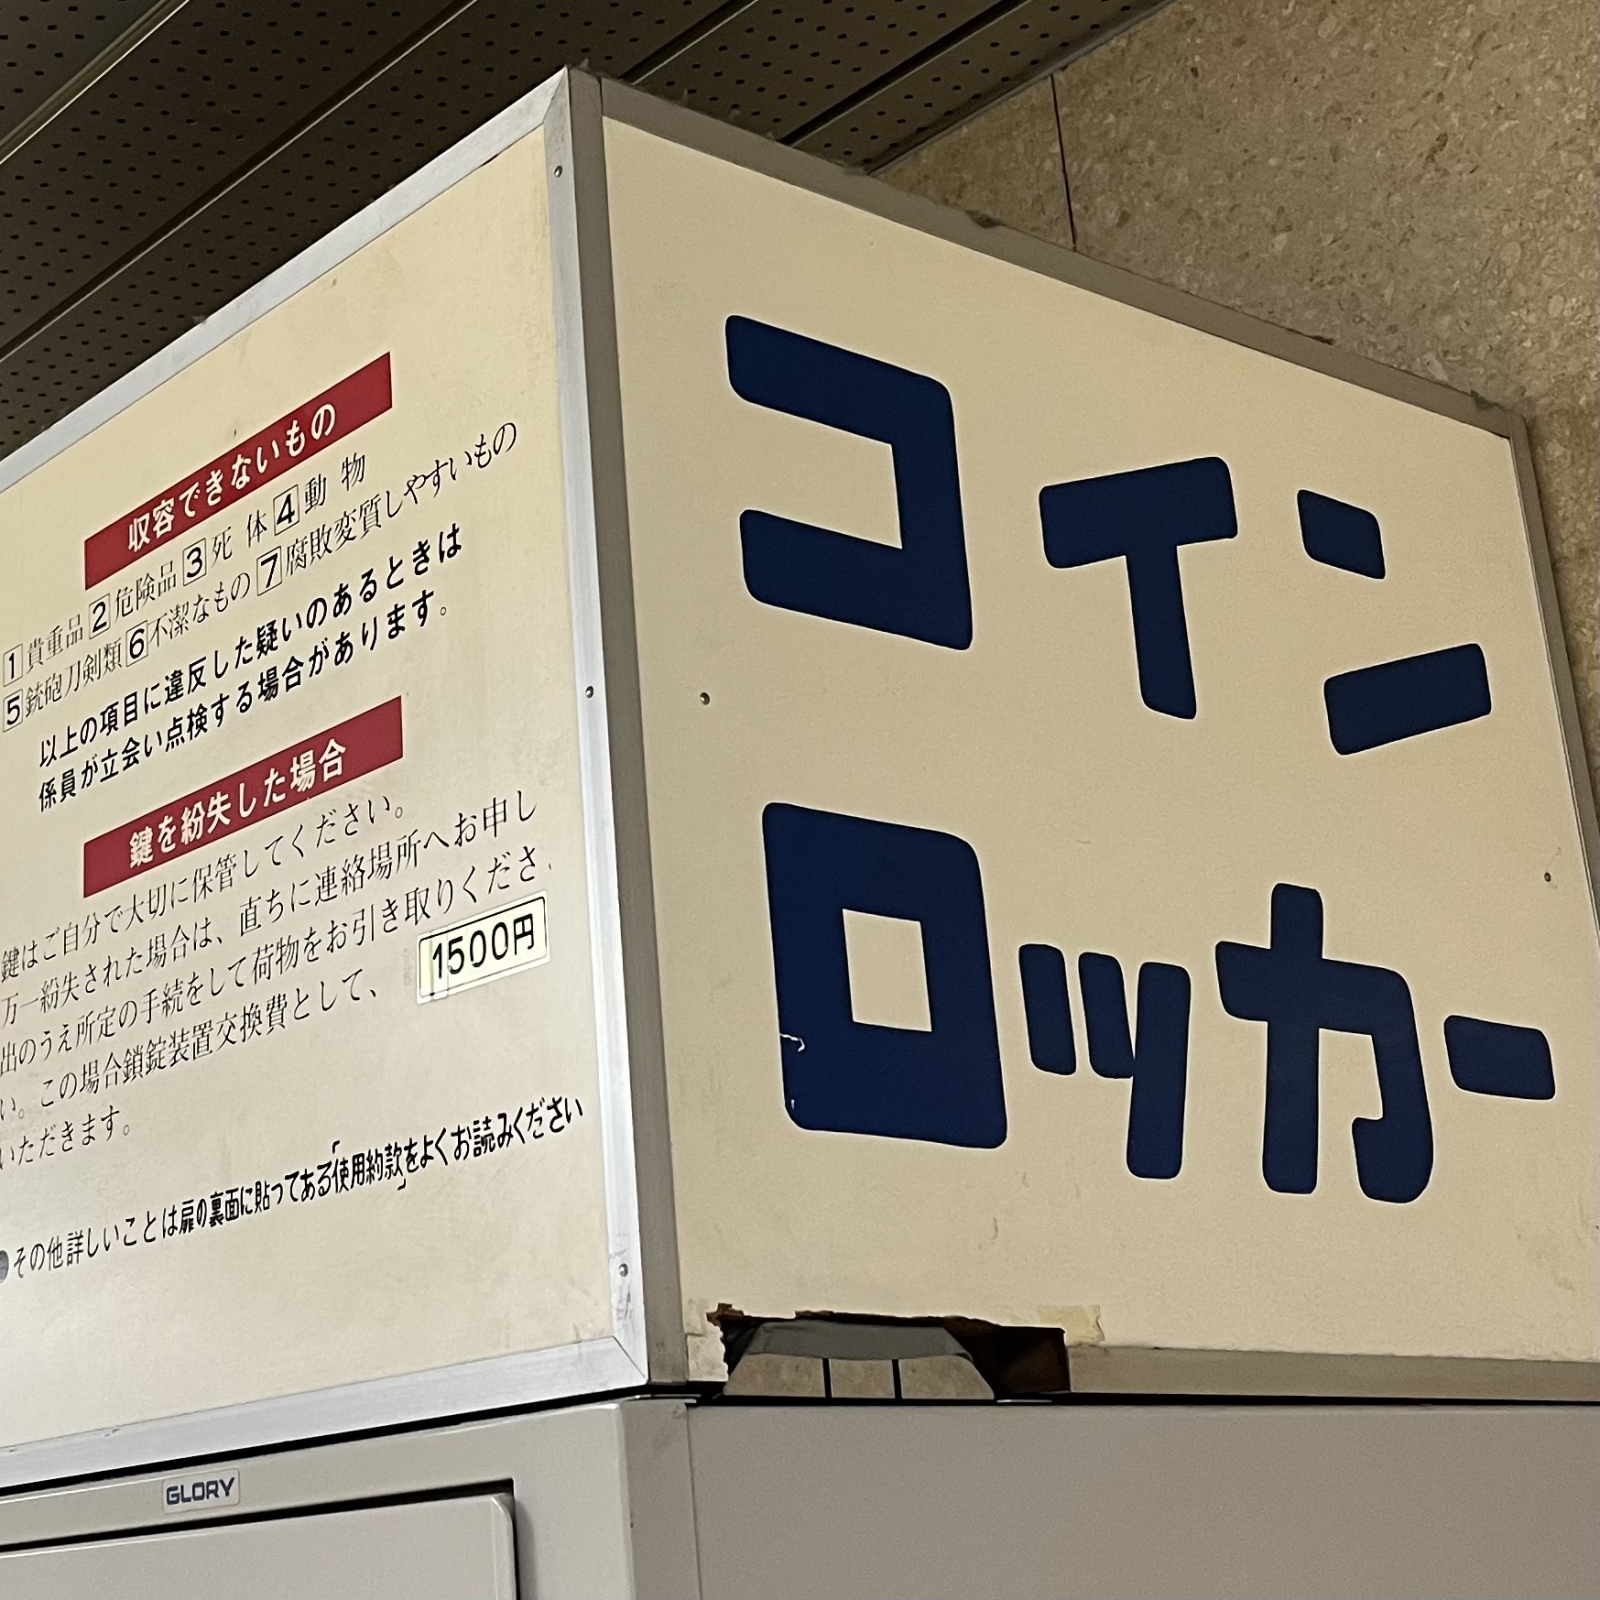 収容できないもの
1貴重品 2危険品 3死体 4動物
5銃砲刀剣類 6不潔なもの 7腐敗変質しやすいもの
以上の項目に違反した疑いのあるときは
係員が立会い点検する場合があります。
鍵を紛失した場合
鍵はご自分で大切に保管してください。
万一紛失された場合は、直ちに連絡場所へお申し
出のうえ所定の手続をして荷物をお引き取りくださ
い。この場合鎖錠装置交換費として、1500円
いただきます。
●その他詳しいことは扉の裏面に貼ってある「使用約款」をよくお読みください
GLORY
コイン
ロッカー